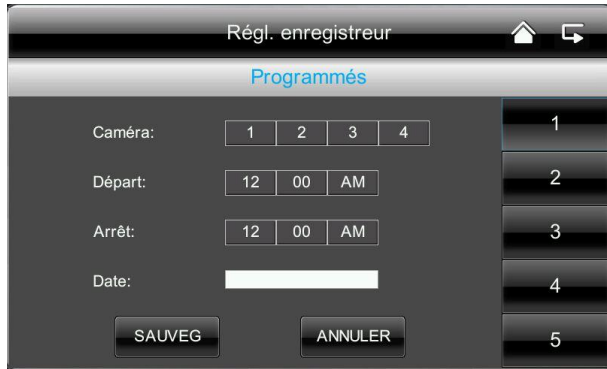 Régl. enregistreur
Programmés
Caméra: 1 2 3 4
Départ: 12 00 AM
Arrêt: 12 00 AM
Date:
SAUVEG ANNULER
1
2
3
4
5